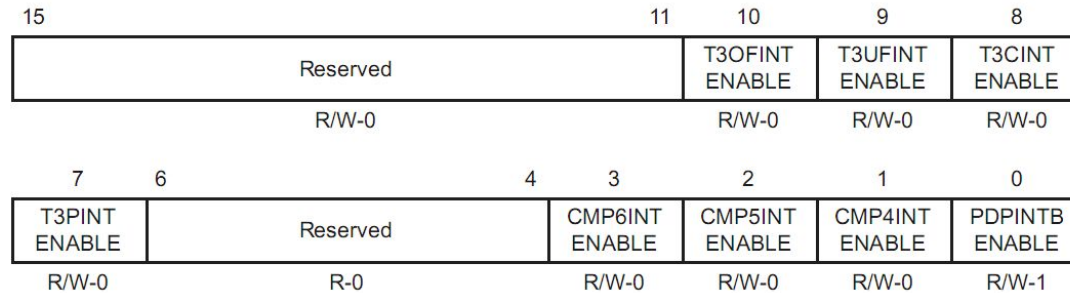 15 11 10 9 8
Reserved T3OFINT ENABLE T3UFINT ENABLE T3CINT ENABLE
R/W-0 R/W-0 R/W-0 R/W-0
7 6 4 3 2 1 0
T3PINT ENABLE Reserved CMP6INT ENABLE CMP5INT ENABLE CMP4INT ENABLE PDPINTB ENABLE
R/W-0 R-0 R/W-0 R/W-0 R/W-0 R/W-1